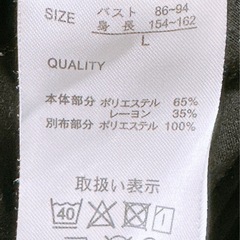 SIZE
バスト 86~94
身長 154~162
L
QUALITY
本体部分 ポリエステル 65%
レーヨン 35%
別布部分 ポリエステル 100%
取扱い表示
40